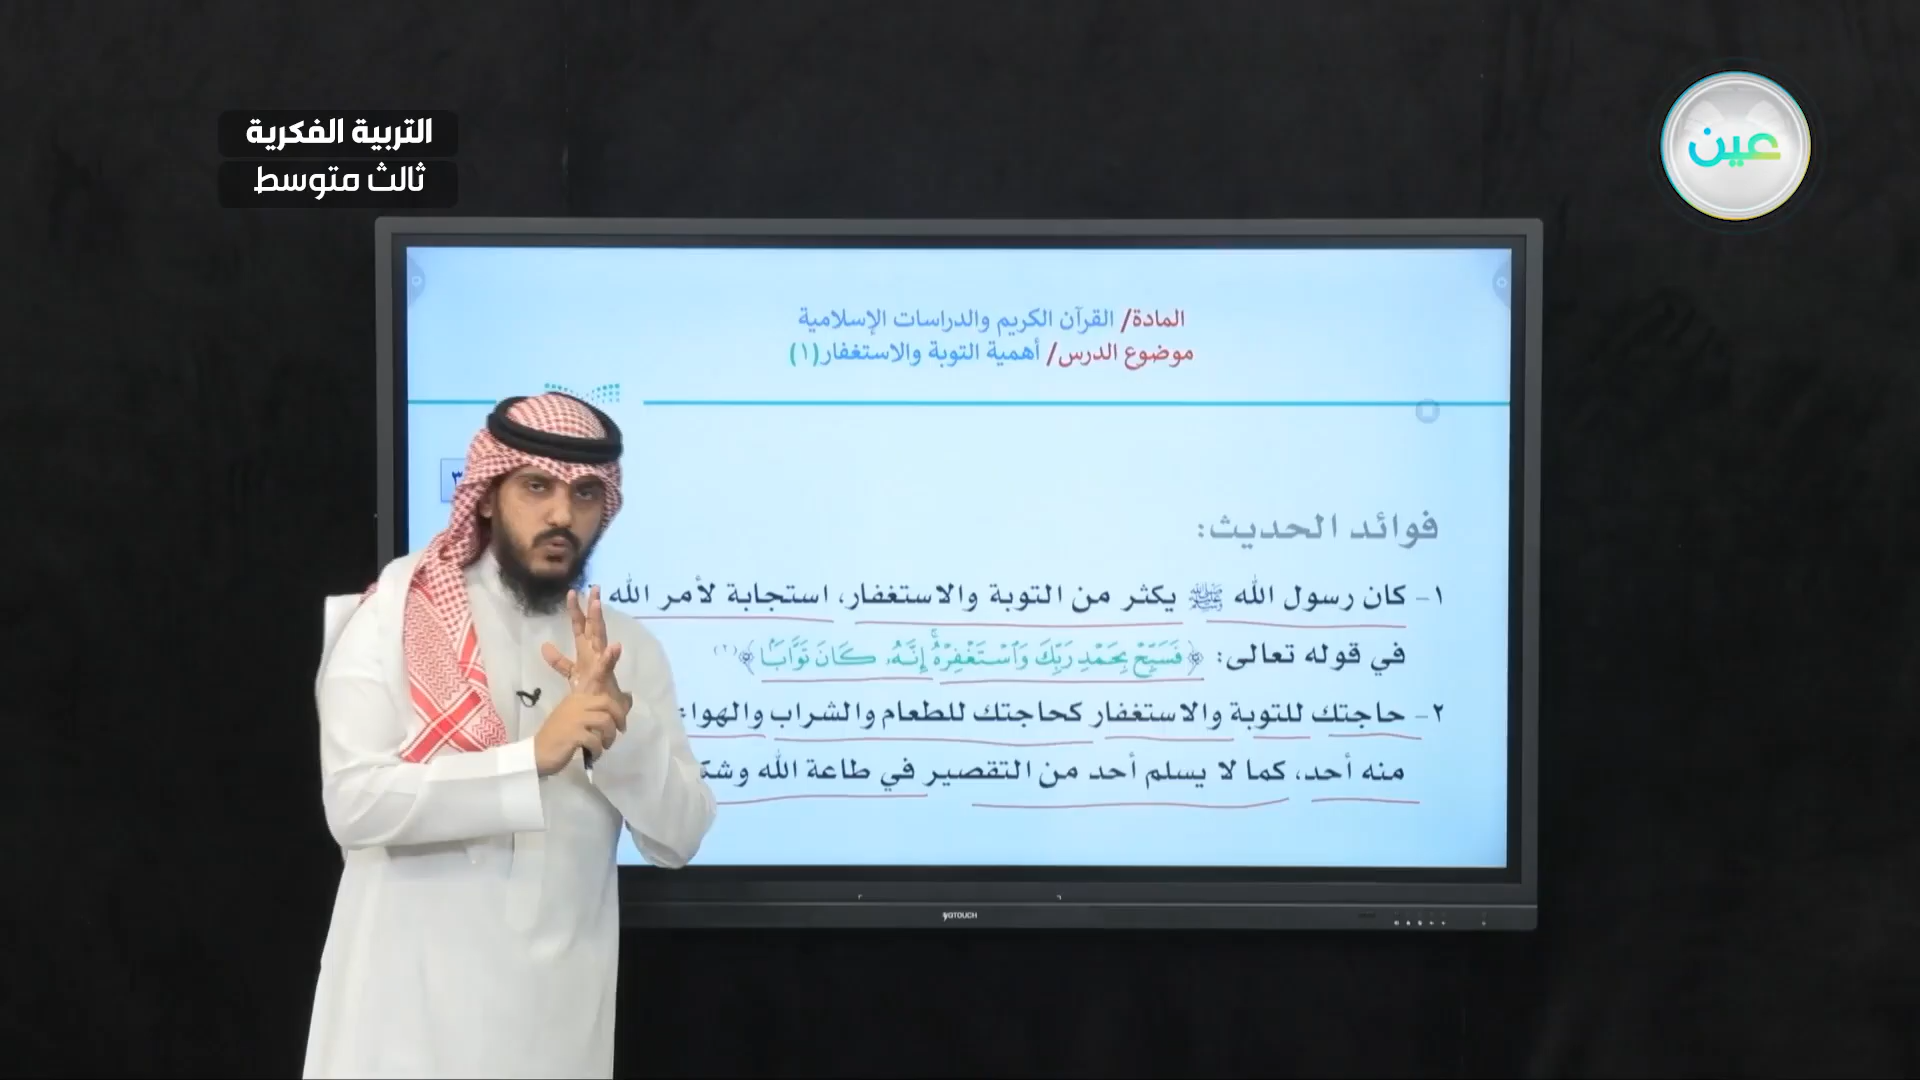 التربية الفكرية
ثالث متوسط
عين
المادة/ القرآن الكريم والدراسات الإسلامية
موضوع الدرس/ أهمية التوبة والاستغفار(١)
٣
فوائد الحديث:
١- كان رسول الله ﷺ يكثر من التوبة والاستغفار، استجابة لأمر الله
في قوله تعالى: ﴿فَسَبِّحْ بِحَمْدِ رَبِّكَ وَٱسْتَغْفِرْهُ ۚ إِنَّهُۥ كَانَ تَوَّابَۢا﴾(٢)
٢- حاجتك للتوبة والاستغفار كحاجتك للطعام والشراب والهواء
منه أحد، كما لا يسلم أحد من التقصير في طاعة الله
YOTOUCH